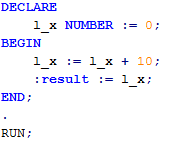 DECLARE
l_x NUMBER := 0;
BEGIN
l_x := l_x + 10;
:result := l_x;
END;
.
RUN;